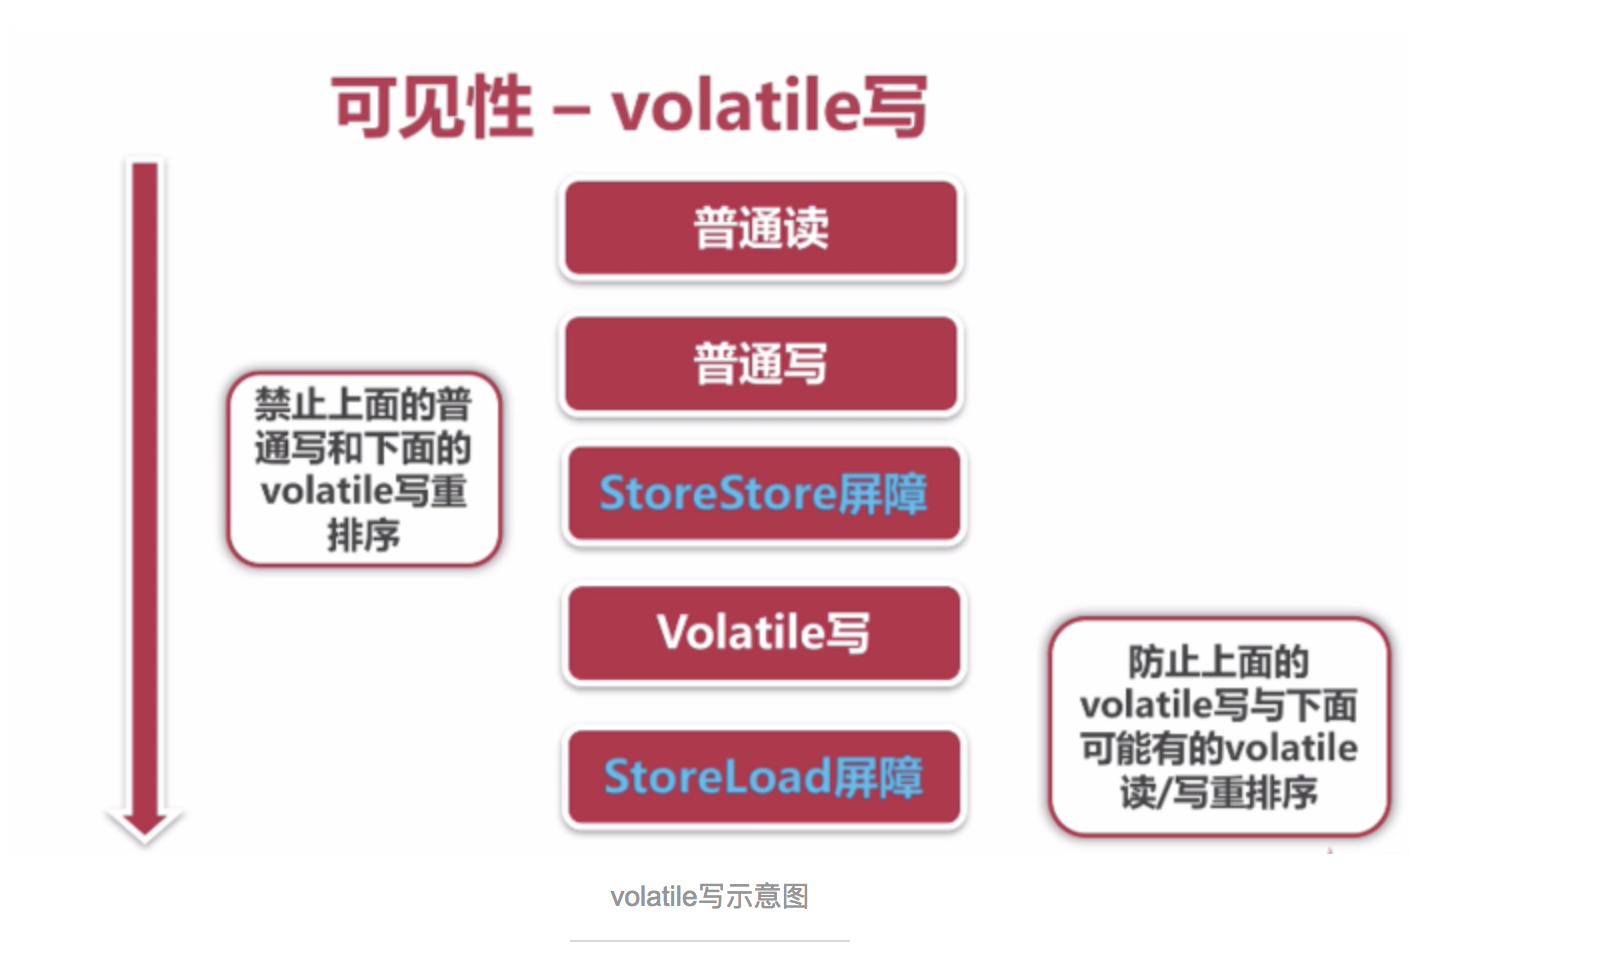 可见性 – volatile写
普通读
普通写
禁止上面的普
通写和下面的
volatile写重
排序
StoreStore屏障
Volatile写
防止上面的
volatile写与下面
可能有的volatile
读/写重排序
StoreLoad屏障
volatile写示意图